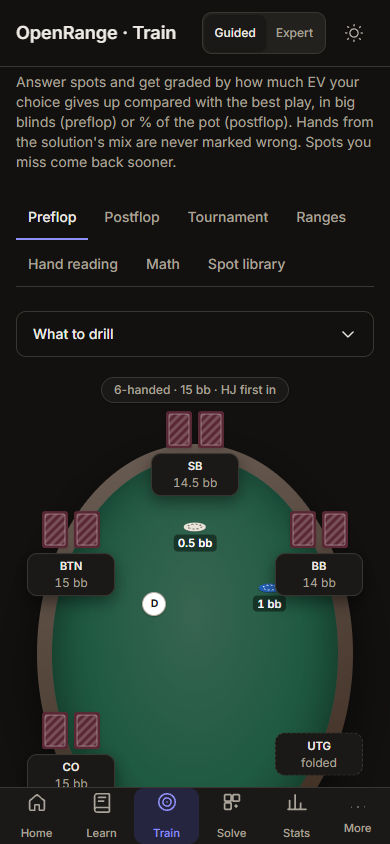 OpenRange · Train
Guided
Expert
Answer spots and get graded by how much EV your
choice gives up compared with the best play, in big
blinds (preflop) or % of the pot (postflop). Hands from
the solution's mix are never marked wrong. Spots you
miss come back sooner.
Preflop
Postflop
Tournament
Ranges
Hand reading
Math
Spot library
What to drill
6-handed · 15 bb · HJ first in
SB
14.5 bb
0.5 bb
BTN
15 bb
BB
14 bb
D
1 bb
UTG
folded
CO
15 bb
Home
Learn
Train
Solve
Stats
More